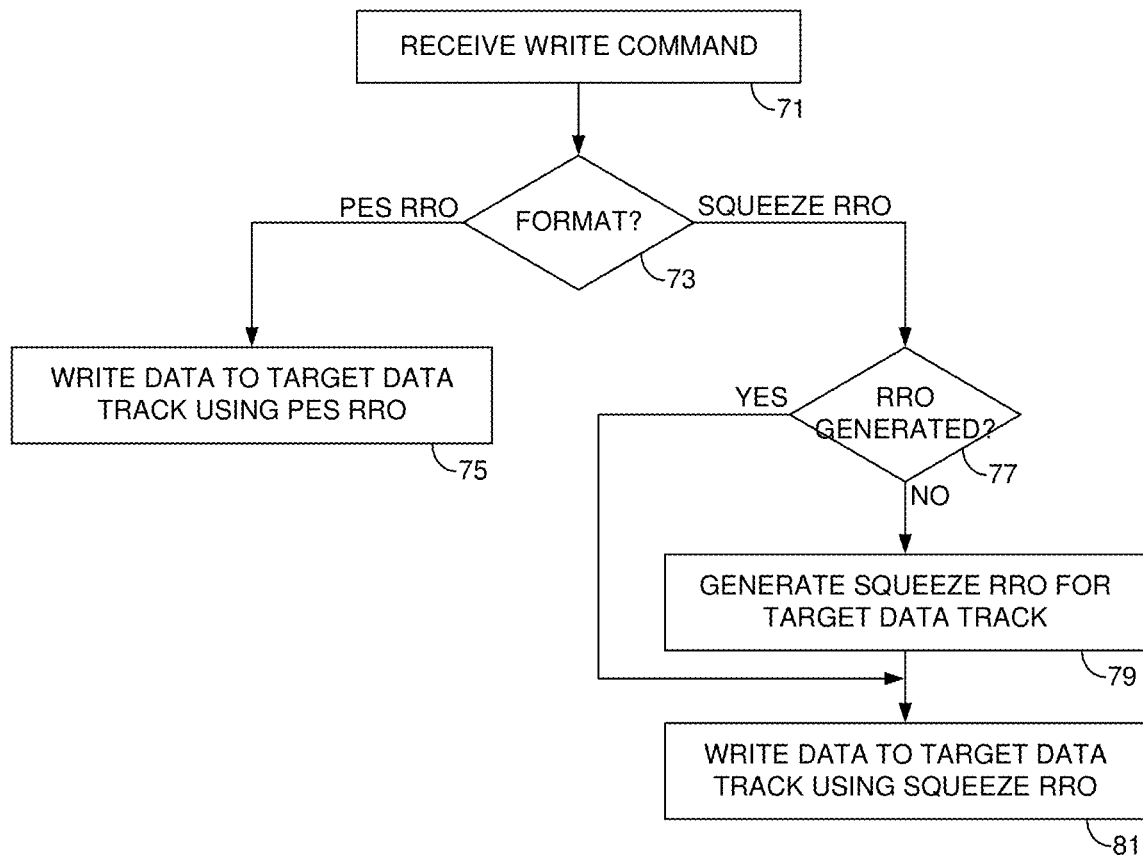 RECEIVE WRITE COMMAND
71
PES RRO
FORMAT?
SQUEEZE RRO
73
WRITE DATA TO TARGET DATA
TRACK USING PES RRO
75
YES
RRO
GENERATED?
77
NO
GENERATE SQUEEZE RRO FOR
TARGET DATA TRACK
79
WRITE DATA TO TARGET DATA
TRACK USING SQUEEZE RRO
81